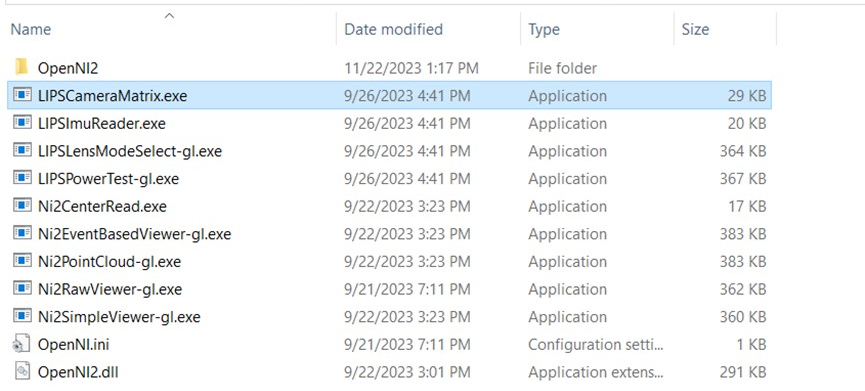 Name Date modified Type Size
OpenNI2 11/22/2023 1:17 PM File folder
LIPSCameraMatrix.exe 9/26/2023 4:41 PM Application 29 KB
LIPSImuReader.exe 9/26/2023 4:41 PM Application 20 KB
LIPSLensModeSelect-gl.exe 9/26/2023 4:41 PM Application 364 KB
LIPSPowerTest-gl.exe 9/26/2023 4:41 PM Application 367 KB
Ni2CenterRead.exe 9/22/2023 3:23 PM Application 17 KB
Ni2EventBasedViewer-gl.exe 9/22/2023 3:23 PM Application 383 KB
Ni2PointCloud-gl.exe 9/22/2023 3:23 PM Application 383 KB
Ni2RawViewer-gl.exe 9/21/2023 7:11 PM Application 362 KB
Ni2SimpleViewer-gl.exe 9/22/2023 3:23 PM Application 360 KB
OpenNI.ini 9/21/2023 7:11 PM Configuration setti... 1 KB
OpenNI2.dll 9/22/2023 3:01 PM Application extens... 291 KB